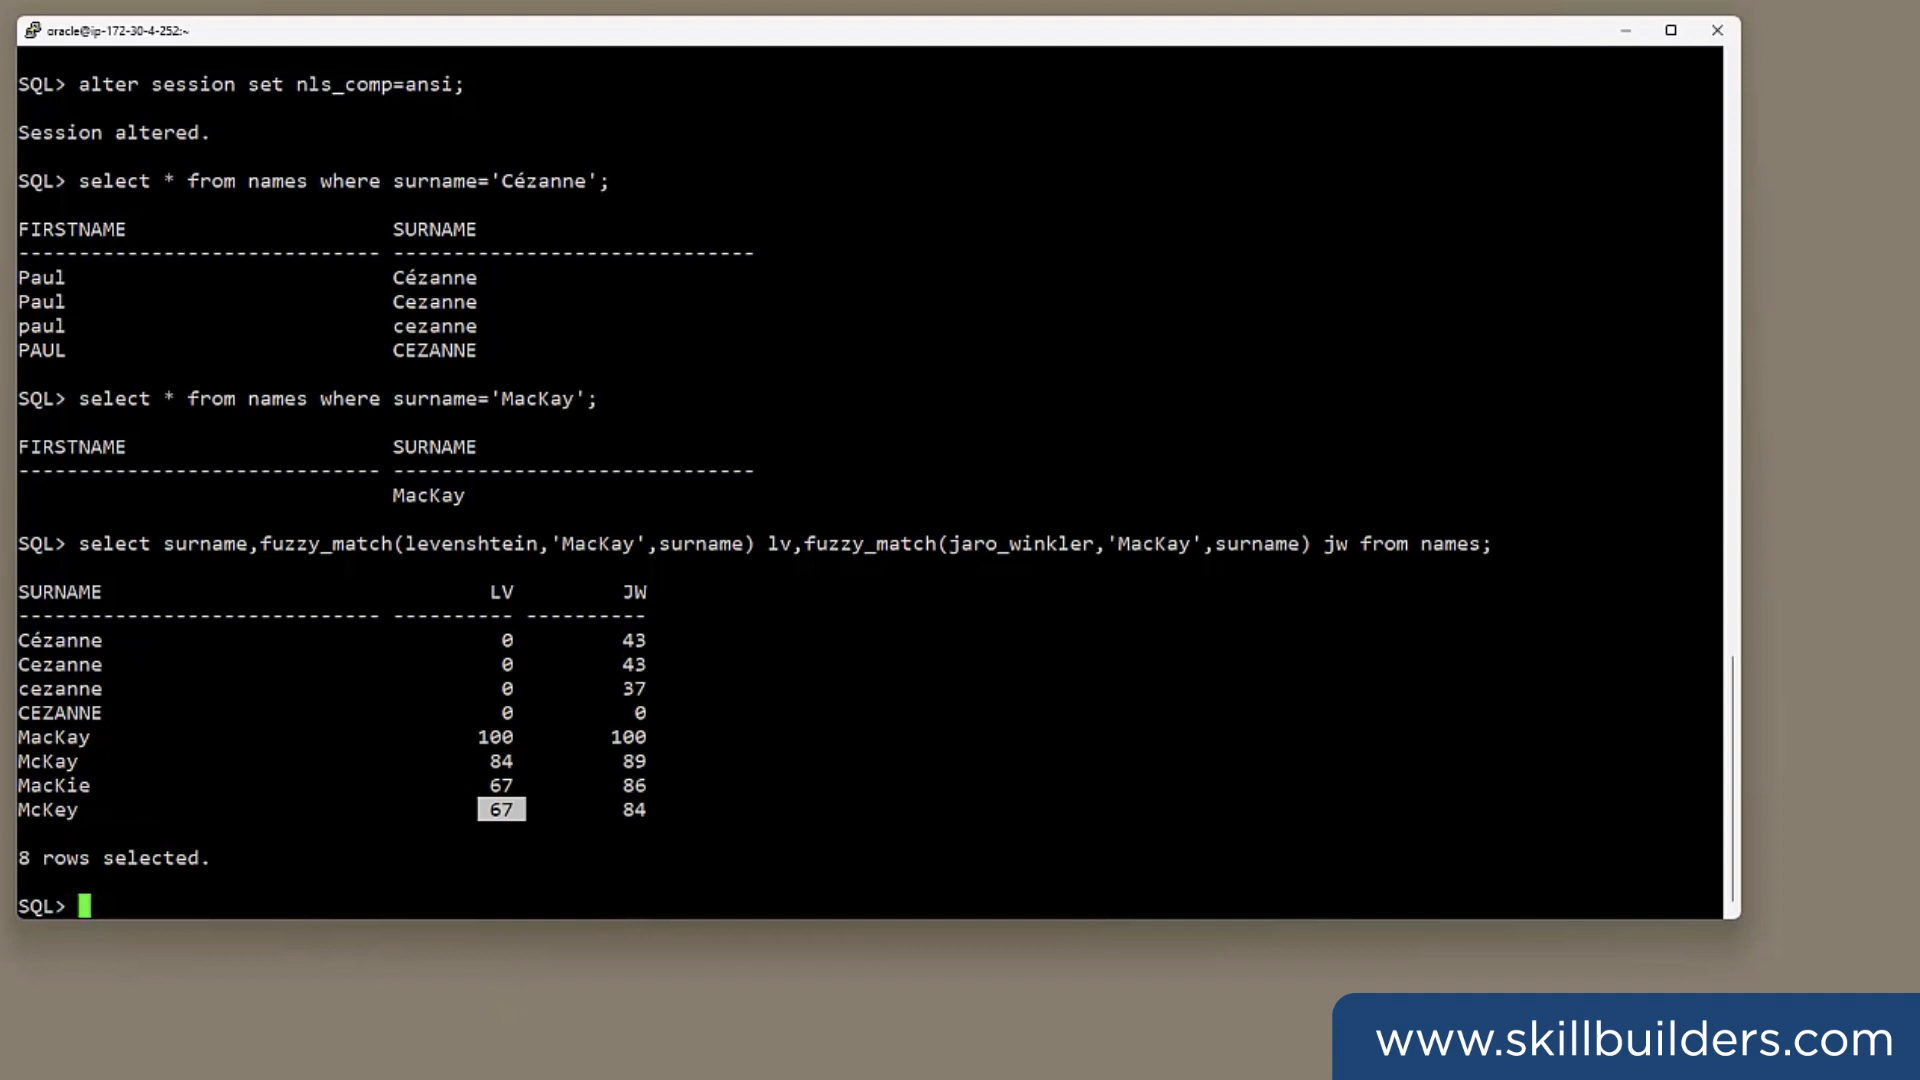 oracle@ip-172-30-4-252:~
SQL> alter session set nls_comp=ansi;
Session altered.
SQL> select * from names where surname='Cézanne';
FIRSTNAME                      SURNAME
------------------------------ ------------------------------
Paul                           Cézanne
Paul                           Cezanne
paul                           cezanne
PAUL                           CEZANNE
SQL> select * from names where surname='MacKay';
FIRSTNAME                      SURNAME
------------------------------ ------------------------------
                               MacKay
SQL> select surname,fuzzy_match(levenshtein,'MacKay',surname) lv,fuzzy_match(jaro_winkler,'MacKay',surname) jw from names;
SURNAME                                LV         JW
------------------------------ ---------- ----------
Cézanne                                 0         43
Cezanne                                 0         43
cezanne                                 0         37
CEZANNE                                 0          0
MacKay                                100        100
McKay                                  84         89
MacKie                                 67         86
McKey                                  67         84
8 rows selected.
SQL>
www.skillbuilders.com